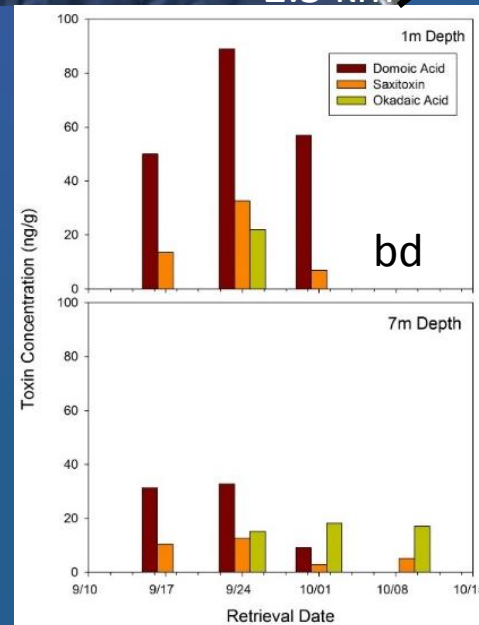 100
1m Depth
Domoic Acid
Saxitoxin
Okadaic Acid
80
60
40
20
0
bd
Toxin Concentration (ng/g)
100
7m Depth
80
60
40
20
0
9/10 9/17 9/24 10/01 10/08
Retrieval Date